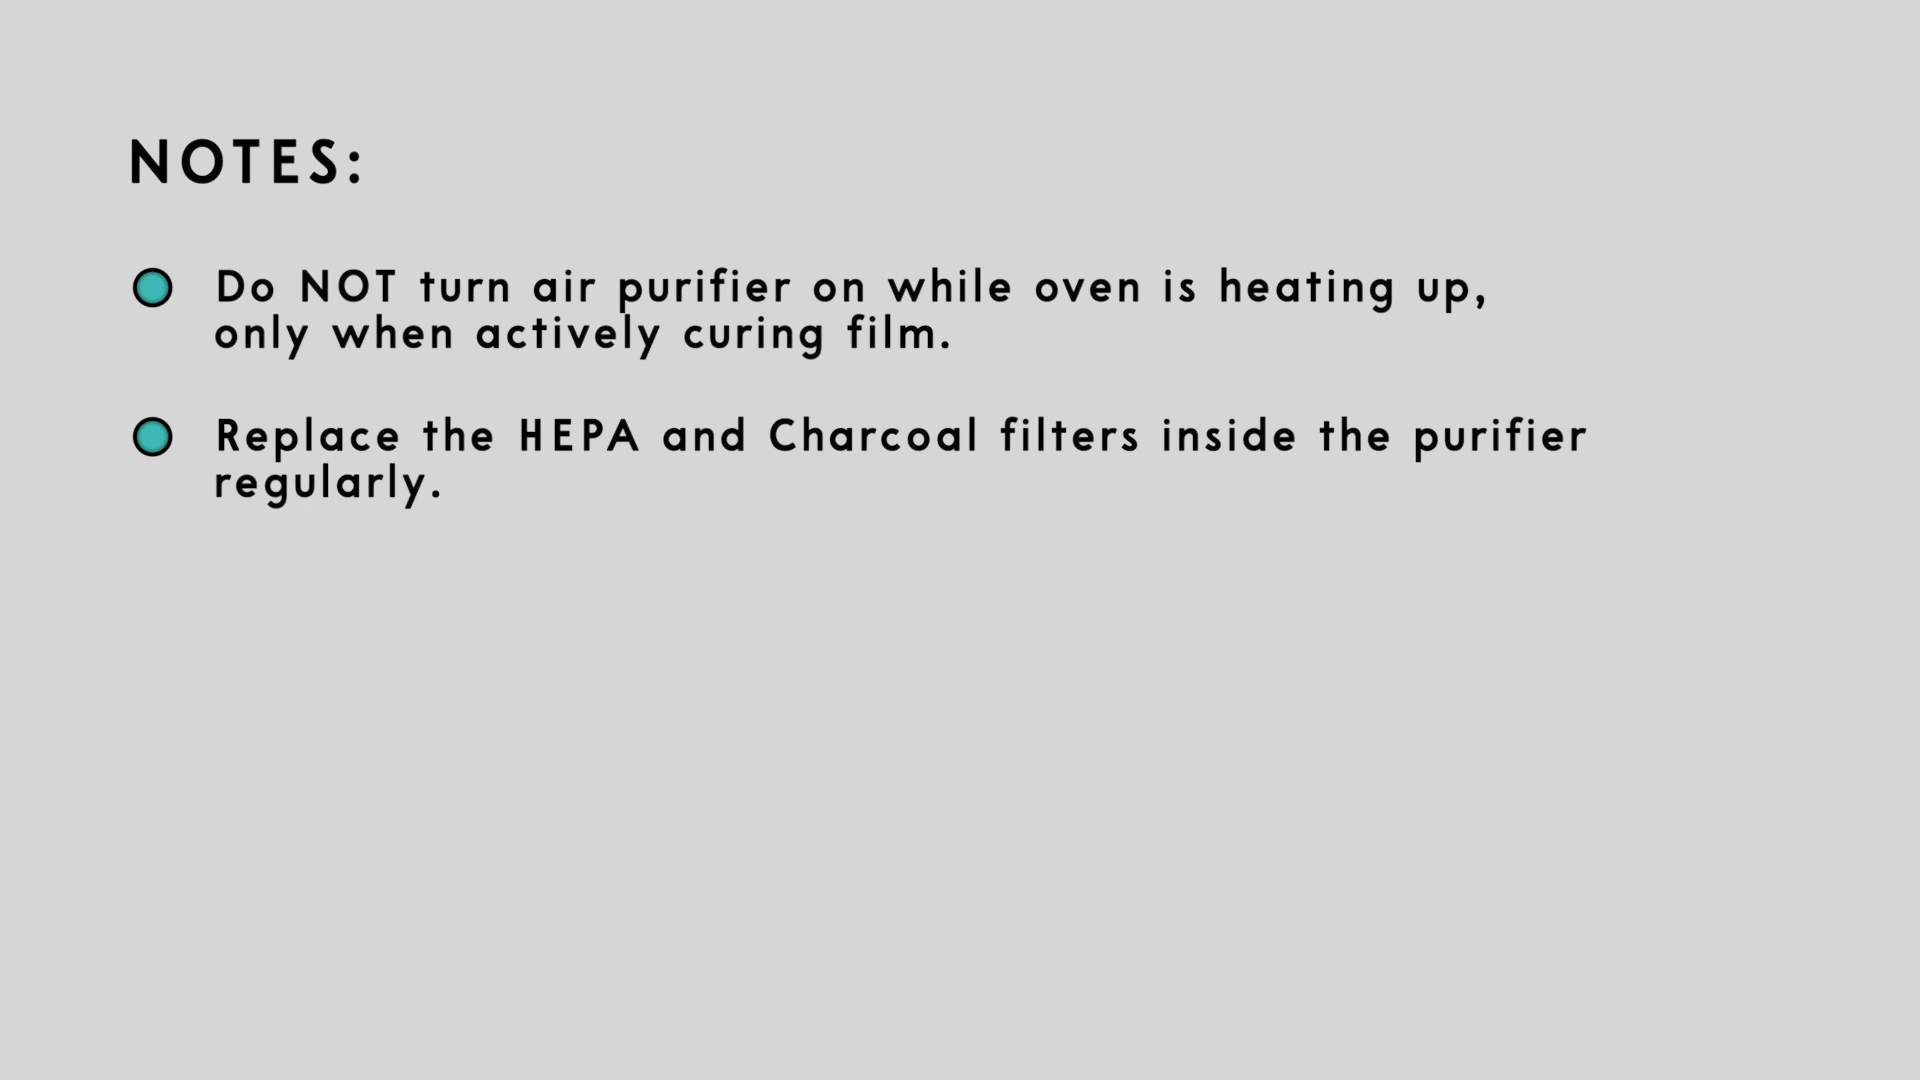 NOTES:
Do NOT turn air purifier on while oven is heating up,
only when actively curing film.
Replace the HEPA and Charcoal filters inside the purifier
regularly.